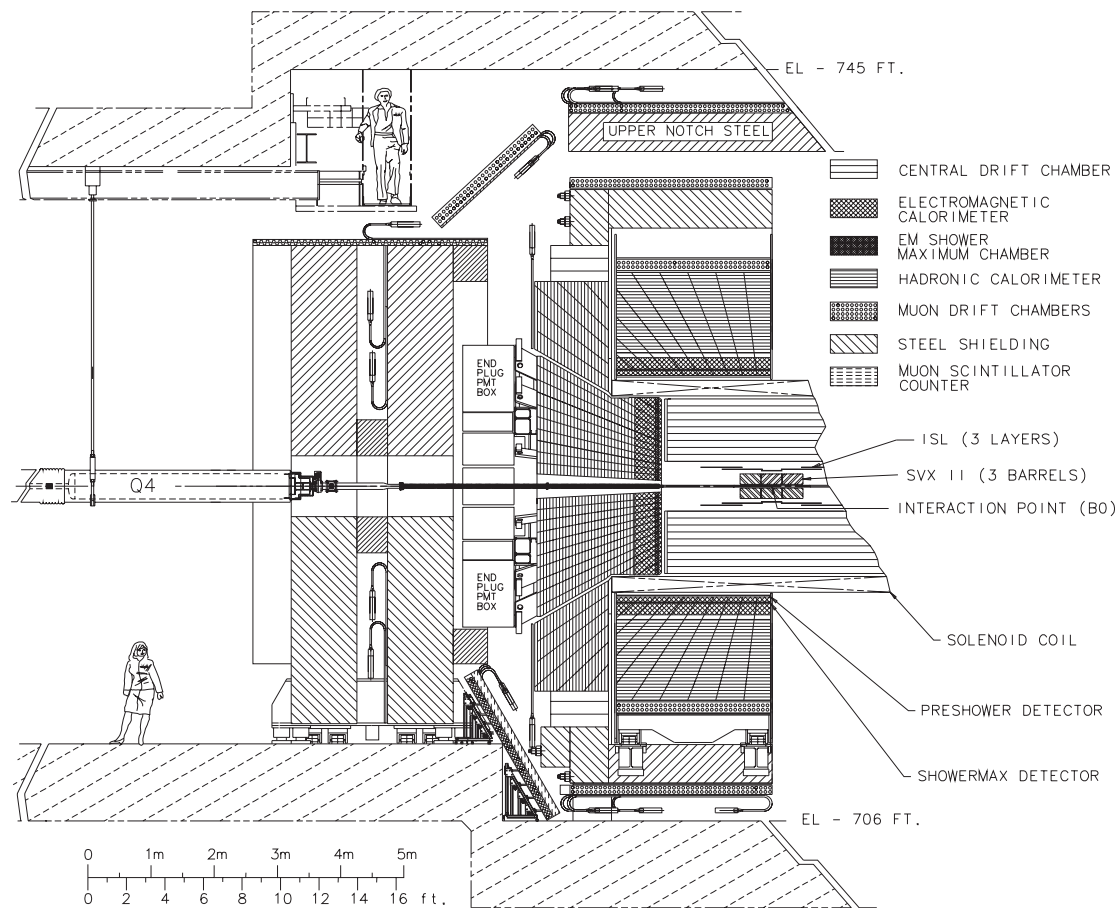 EL - 745 FT.
UPPER NOTCH STEEL
CENTRAL DRIFT CHAMBER
ELECTROMAGNETIC
CALORIMETER
EM SHOWER
MAXIMUM CHAMBER
HADRONIC CALORIMETER
MUON DRIFT CHAMBERS
STEEL SHIELDING
MUON SCINTILLATOR
COUNTER
END
PLUG
PMT
BOX
ISL (3 LAYERS)
Q4
SVX II (3 BARRELS)
INTERACTION POINT (B0)
END
PLUG
PMT
BOX
SOLENOID COIL
PRESHOWER DETECTOR
SHOWERMAX DETECTOR
EL - 706 FT.
0 1m 2m 3m 4m 5m
0 2 4 6 8 10 12 14 16 ft.